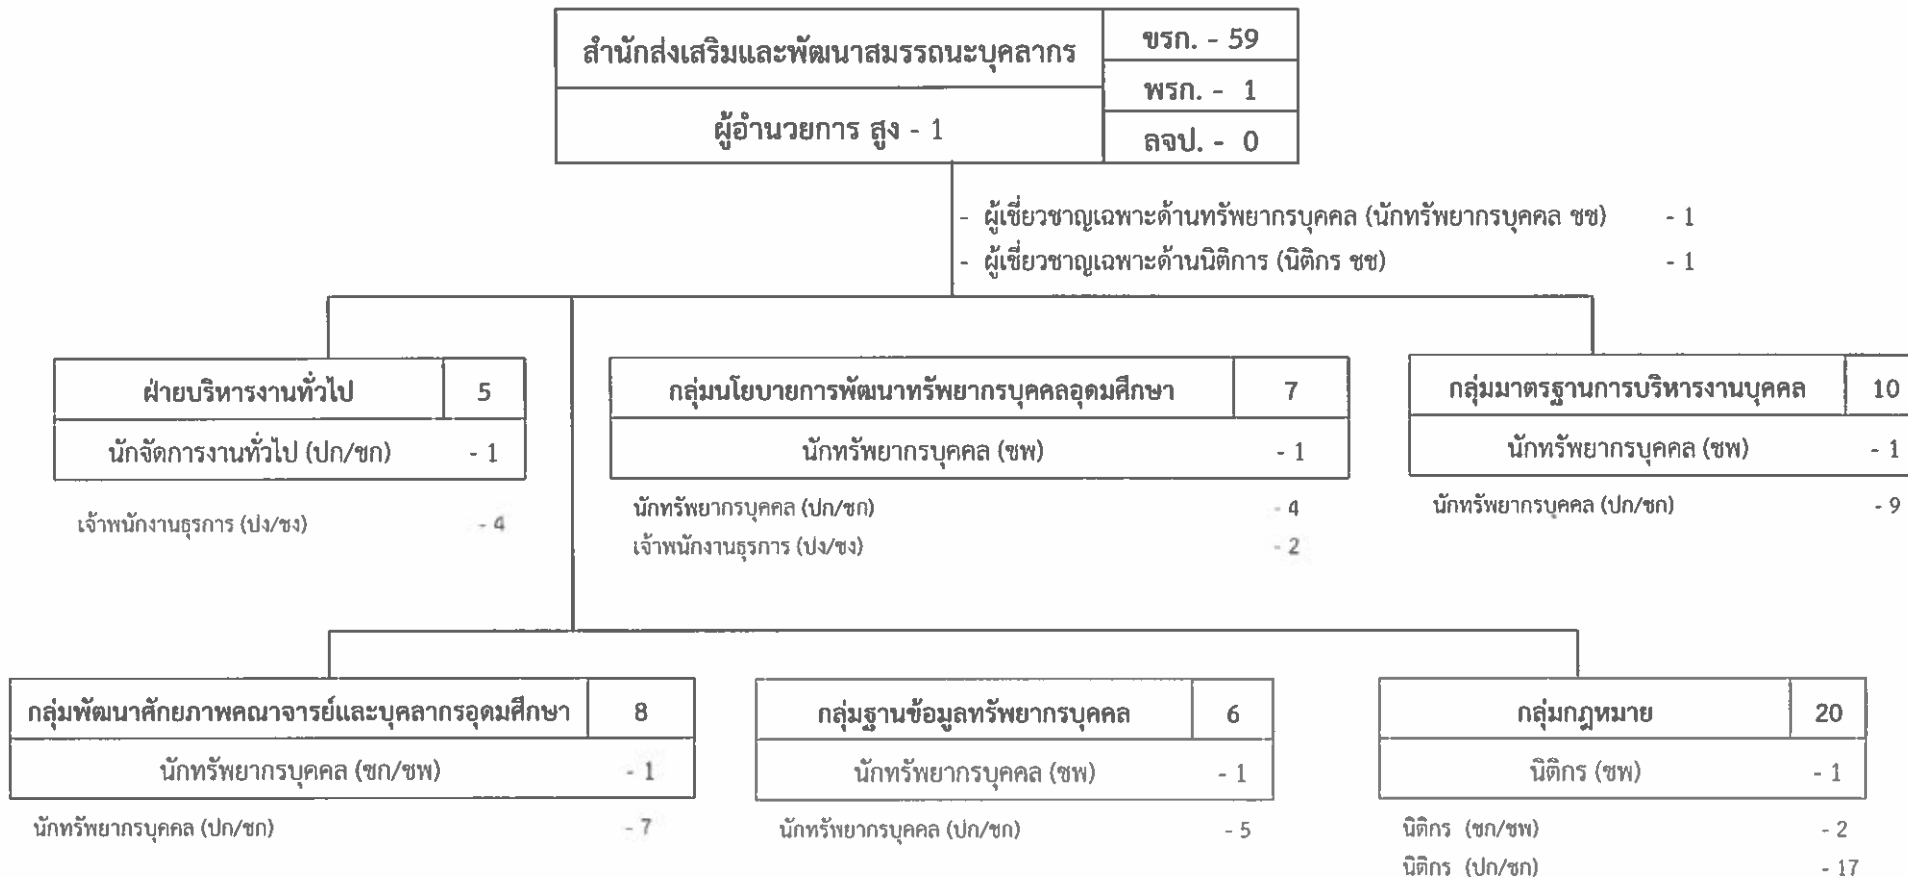 สำนักส่งเสริมและพัฒนาสมรรถนะบุคลากร
ขรก. - 59
พรก. - 1
ผู้อำนวยการ สูง - 1
ลจป. - 0
- ผู้เชี่ยวชาญเฉพาะด้านทรัพยากรบุคคล (นักทรัพยากรบุคคล ชช) - 1
- ผู้เชี่ยวชาญเฉพาะด้านนิติการ (นิติกร ชช) - 1
ฝ่ายบริหารงานทั่วไป 5
นักจัดการงานทั่วไป (ปก/ชก) - 1
เจ้าพนักงานธุรการ (ปง/ชง) - 4
กลุ่มนโยบายการพัฒนาทรัพยากรบุคคลอุดมศึกษา 7
นักทรัพยากรบุคคล (ชพ) - 1
นักทรัพยากรบุคคล (ปก/ชก) - 4
เจ้าพนักงานธุรการ (ปง/ชง) - 2
กลุ่มมาตรฐานการบริหารงานบุคคล 10
นักทรัพยากรบุคคล (ชพ) - 1
นักทรัพยากรบุคคล (ปก/ชก) - 9
กลุ่มพัฒนาศักยภาพคณาจารย์และบุคลากรอุดมศึกษา 8
นักทรัพยากรบุคคล (ชก/ชพ) - 1
นักทรัพยากรบุคคล (ปก/ชก) - 7
กลุ่มฐานข้อมูลทรัพยากรบุคคล 6
นักทรัพยากรบุคคล (ชพ) - 1
นักทรัพยากรบุคคล (ปก/ชก) - 5
กลุ่มกฎหมาย 20
นิติกร (ชพ) - 1
นิติกร (ชก/ชพ) - 2
นิติกร (ปก/ชก) - 17